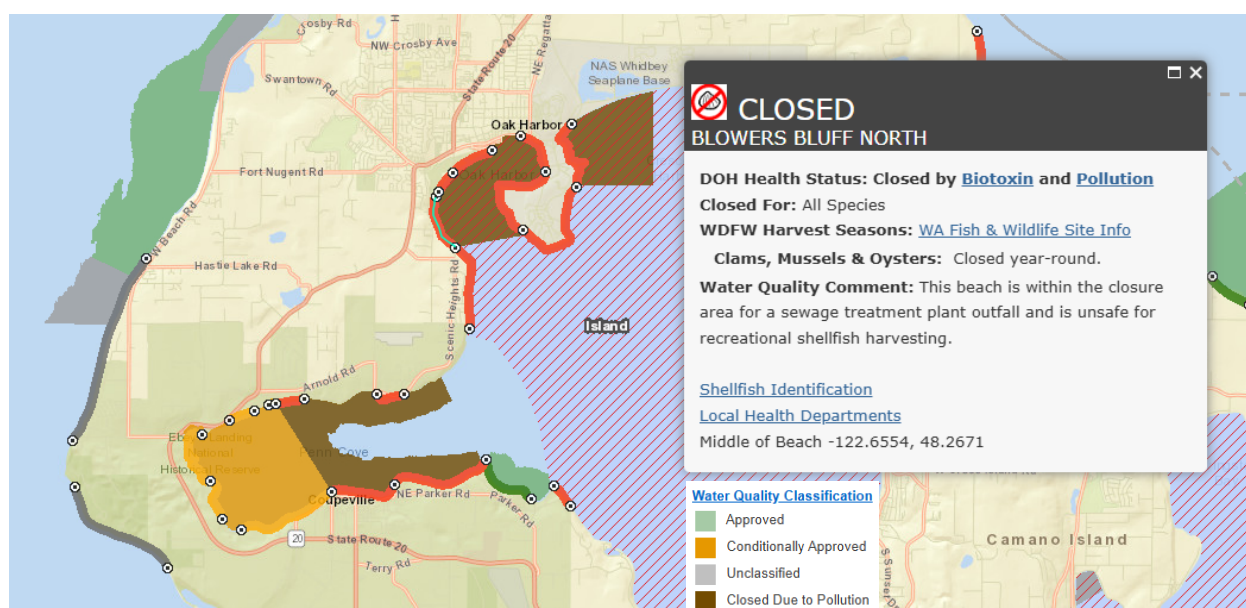 Crosby Rd
NW Crosby Ave
State Route 20
NE Regatta
Swantown Rd
NAS Whidbey
Seaplane Base
Oak Harbor
Oak Harbor
Fort Nugent Rd
W Beach Rd
Hastie Lake Rd
Scenic Heights Rd
Island
Arnold Rd
Landing
National
Historical Reserve
Penn Cove
Coupeville
NE Parker Rd
Parker Rd
20
State Route 20
Terry Rd
CLOSED
BLOWERS BLUFF NORTH
DOH Health Status: Closed by Biotoxin and Pollution
Closed For: All Species
WDFW Harvest Seasons: WA Fish & Wildlife Site Info
Clams, Mussels & Oysters: Closed year-round.
Water Quality Comment: This beach is within the closure
area for a sewage treatment plant outfall and is unsafe for
recreational shellfish harvesting.
Shellfish Identification
Local Health Departments
Middle of Beach -122.6554, 48.2671
Water Quality Classification
Approved
Conditionally Approved
Unclassified
Closed Due to Pollution
Camano Island